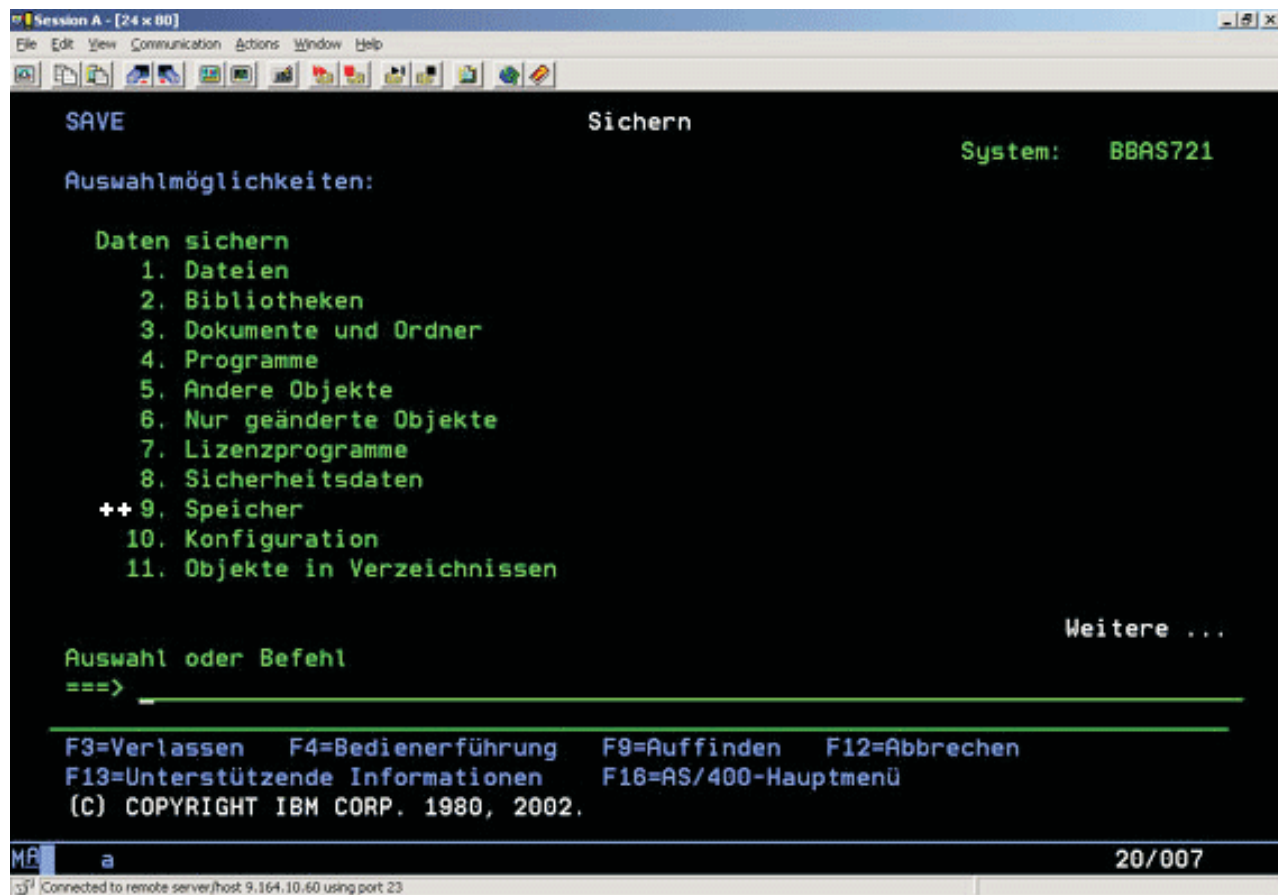 Session A - [24 x 80]
File Edit View Communication Actions Window Help
SAVE Sichern
System: BBAS721
Auswahlmöglichkeiten:
Daten sichern
1. Dateien
2. Bibliotheken
3. Dokumente und Ordner
4. Programme
5. Andere Objekte
6. Nur geänderte Objekte
7. Lizenzprogramme
8. Sicherheitsdaten
++ 9. Speicher
10. Konfiguration
11. Objekte in Verzeichnissen
Weitere ...
Auswahl oder Befehl
===>
F3=Verlassen F4=Bedienerführung F9=Auffinden F12=Abbrechen
F13=Unterstützende Informationen F16=AS/400-Hauptmenü
(C) COPYRIGHT IBM CORP. 1980, 2002.
MA a 20/007
Connected to remote server/host 9.164.10.60 using port 23